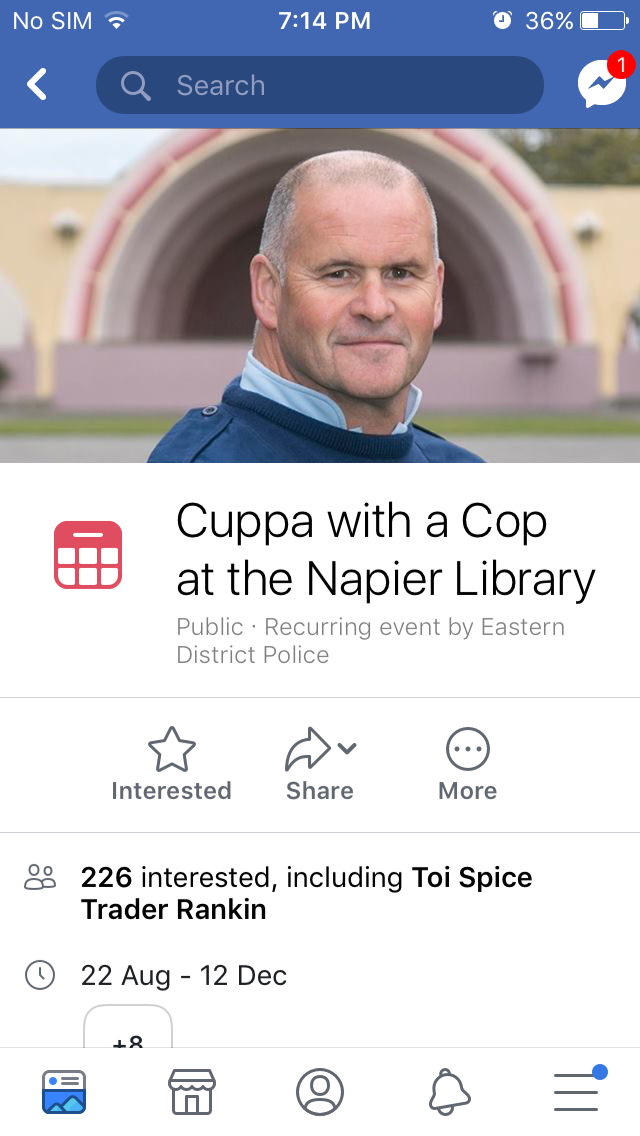 No SIM 7:14 PM 36%
Search
1
Cuppa with a Cop
at the Napier Library
Public · Recurring event by Eastern
District Police
Interested Share More
226 interested, including Toi Spice
Trader Rankin
22 Aug - 12 Dec
+8